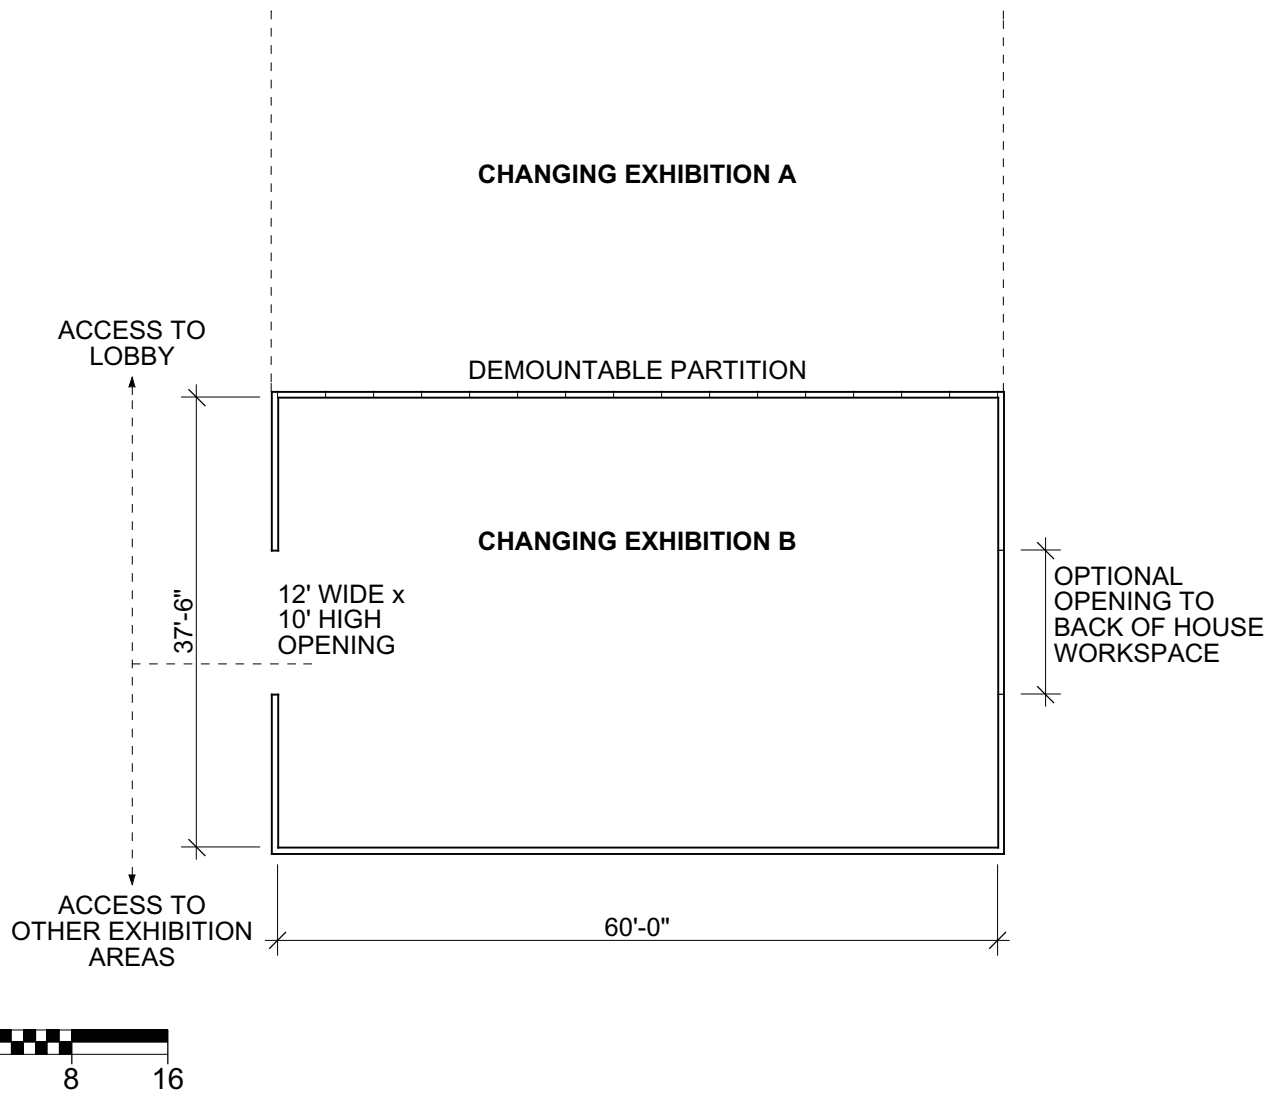 CHANGING EXHIBITION A
ACCESS TO
LOBBY
DEMOUNTABLE PARTITION
CHANGING EXHIBITION B
37'-6"
12' WIDE x
10' HIGH
OPENING
OPTIONAL
OPENING TO
BACK OF HOUSE
WORKSPACE
ACCESS TO
OTHER EXHIBITION
AREAS
60'-0"
8 16